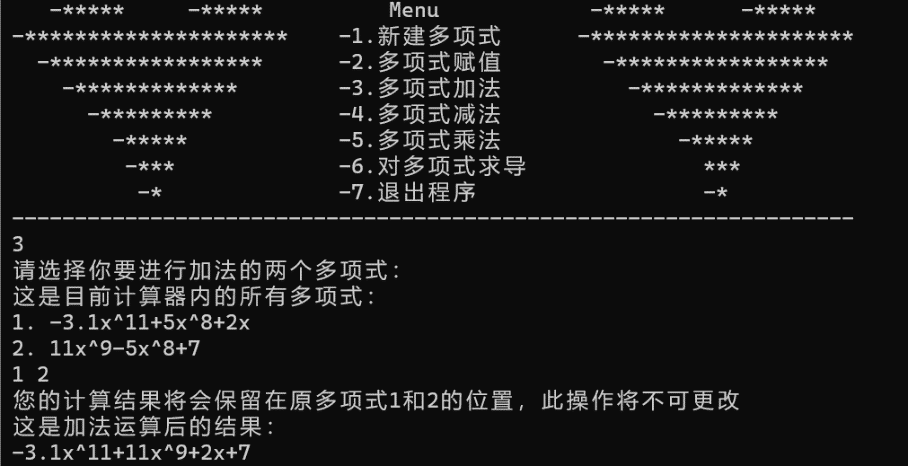 -*****     -*****          Menu            -*****      -*****
-*********************    -1.新建多项式      -*********************
-*****************      -2.多项式赋值        -*****************
-*************        -3.多项式加法          -*************
-*********          -4.多项式减法            -*********
-*****            -5.多项式乘法              -*****
-***             -6.对多项式求导              ***
-*              -7.退出程序                  -*
-------------------------------------------------------------------
3
请选择你要进行加法的两个多项式:
这是目前计算器内的所有多项式:
1. -3.1x^11+5x^8+2x
2. 11x^9-5x^8+7
1 2
您的计算结果将会保留在原多项式1和2的位置，此操作将不可更改
这是加法运算后的结果:
-3.1x^11+11x^9+2x+7